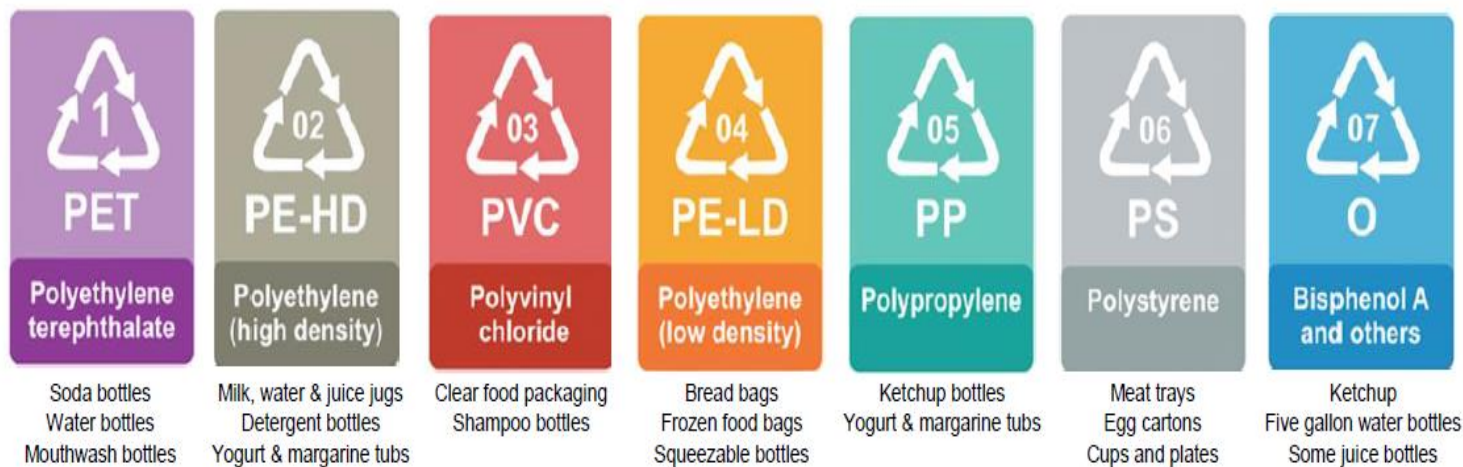 1
PET
Polyethylene
terephthalate
Soda bottles
Water bottles
Mouthwash bottles
02
PE-HD
Polyethylene
(high density)
Milk, water & juice jugs
Detergent bottles
Yogurt & margarine tubs
03
PVC
Polyvinyl
chloride
Clear food packaging
Shampoo bottles
04
PE-LD
Polyethylene
(low density)
Bread bags
Frozen food bags
Squeezable bottles
05
PP
Polypropylene
Ketchup bottles
Yogurt & margarine tubs
06
PS
Polystyrene
Meat trays
Egg cartons
Cups and plates
07
O
Bisphenol A
and others
Ketchup
Five gallon water bottles
Some juice bottles